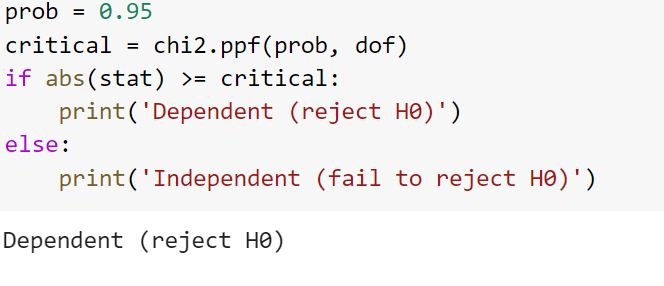 prob = 0.95
critical = chi2.ppf(prob, dof)
if abs(stat) >= critical:
    print('Dependent (reject H0)')
else:
    print('Independent (fail to reject H0)')
Dependent (reject H0)